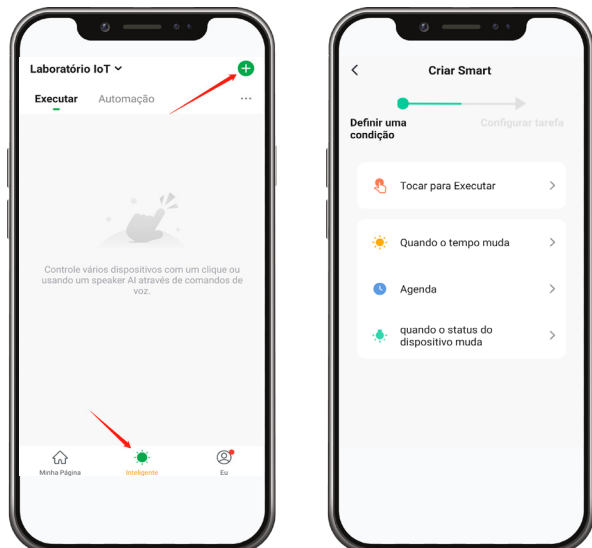 Laboratório IoT
Executar Automação
Controle vários dispositivos com um clique ou
usando um speaker AI através de comandos de
voz.
Minha Página Inteligente Eu
Criar Smart
Definir uma
condição
Configurar tarefa
Tocar para Executar
Quando o tempo muda
Agenda
quando o status do
dispositivo muda